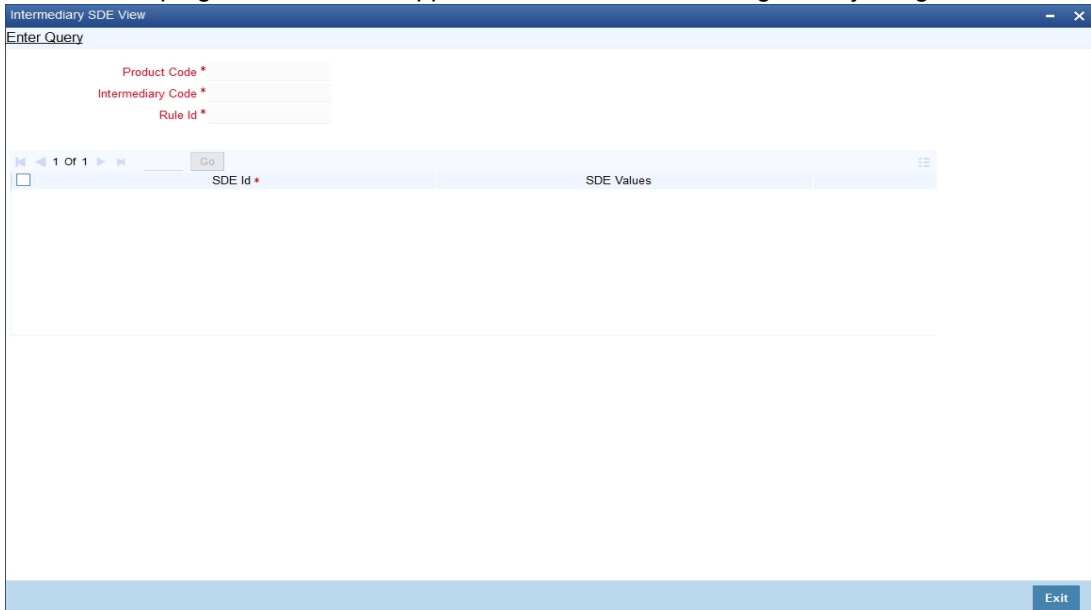 Intermediary SDE View
Enter Query
Product Code *
Intermediary Code *
Rule Id *
1 Of 1 Go
SDE Id * SDE Values
Exit